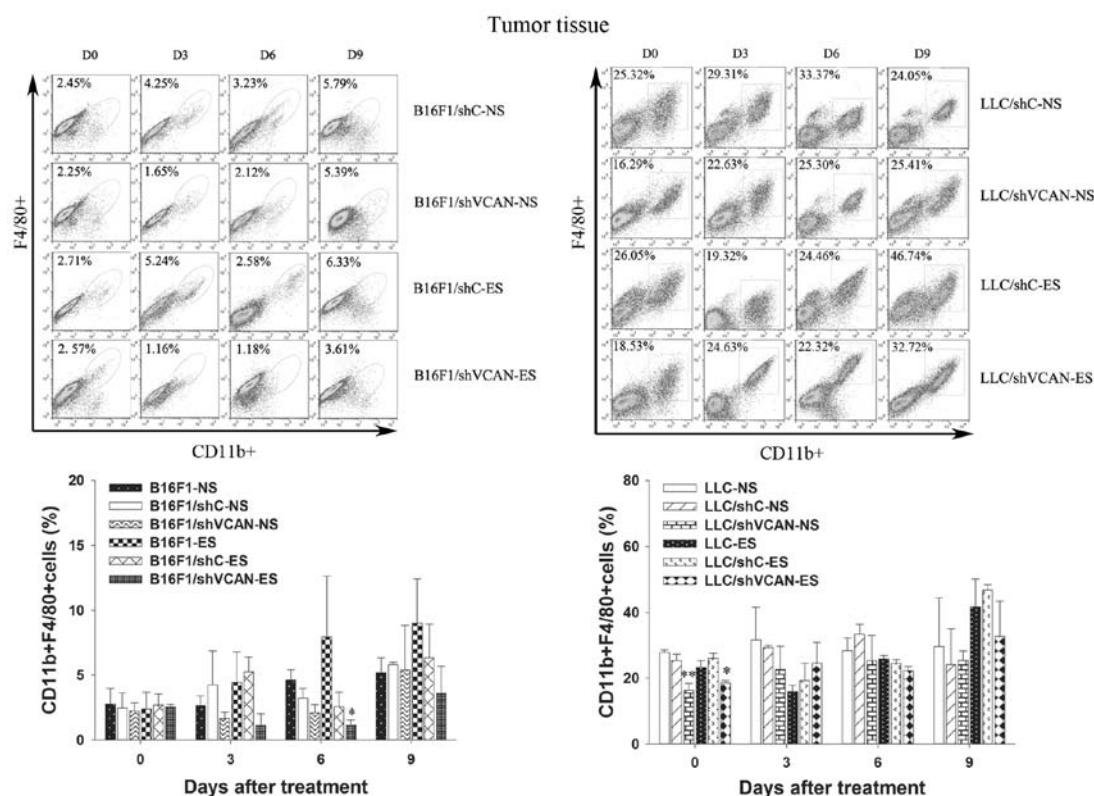 Tumor tissue
D0 D3 D6 D9
2.45% 4.25% 3.23% 5.79%
B16F1/shC-NS
2.25% 1.65% 2.12% 5.39%
B16F1/shVCAN-NS
2.71% 5.24% 2.58% 6.33%
B16F1/shC-ES
2. 57% 1.16% 1.18% 3.61%
B16F1/shVCAN-ES
F4/80+
CD11b+
D0 D3 D6 D9
25.32% 29.31% 33.37% 24.05%
LLC/shC-NS
16.29% 22.63% 25.30% 25.41%
LLC/shVCAN-NS
26.05% 19.32% 24.46% 46.74%
LLC/shC-ES
18.53% 24.63% 22.32% 32.72%
LLC/shVCAN-ES
F4/80+
CD11b+
CD11b+F4/80+cells (%)
20
15
10
5
0
B16F1-NS
B16F1/shC-NS
B16F1/shVCAN-NS
B16F1-ES
B16F1/shC-ES
B16F1/shVCAN-ES
*
0 3 6 9
Days after treatment
CD11b+F4/80+cells (%)
80
60
40
20
0
LLC-NS
LLC/shC-NS
LLC/shVCAN-NS
LLC-ES
LLC/shC-ES
LLC/shVCAN-ES
** *
0 3 6 9
Days after treatment